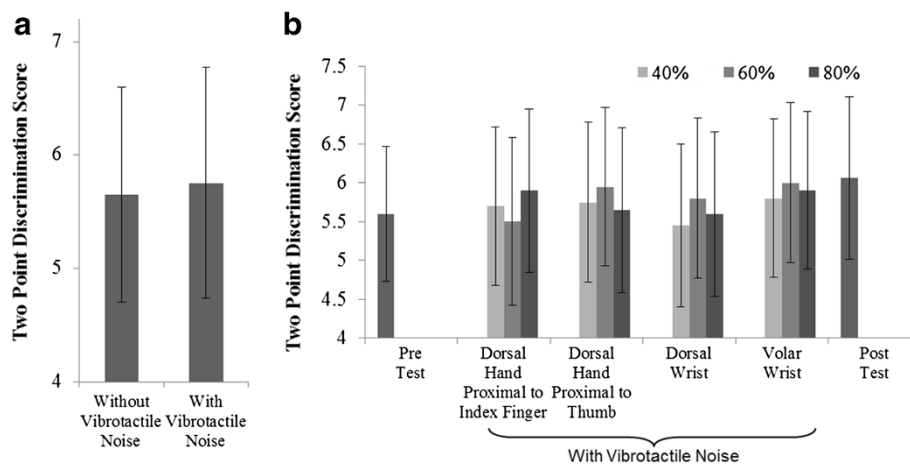 a
Two Point Discrimination Score
7
6
5
4
Without
Vibrotactile
Noise
With
Vibrotactile
Noise
b
Two Point Discrimination Score
7.5
7
6.5
6
5.5
5
4.5
4
40% 60% 80%
Pre
Test
Dorsal
Hand
Proximal to
Index Finger
Dorsal
Hand
Proximal to
Thumb
Dorsal
Wrist
Volar
Wrist
Post
Test
With Vibrotactile Noise